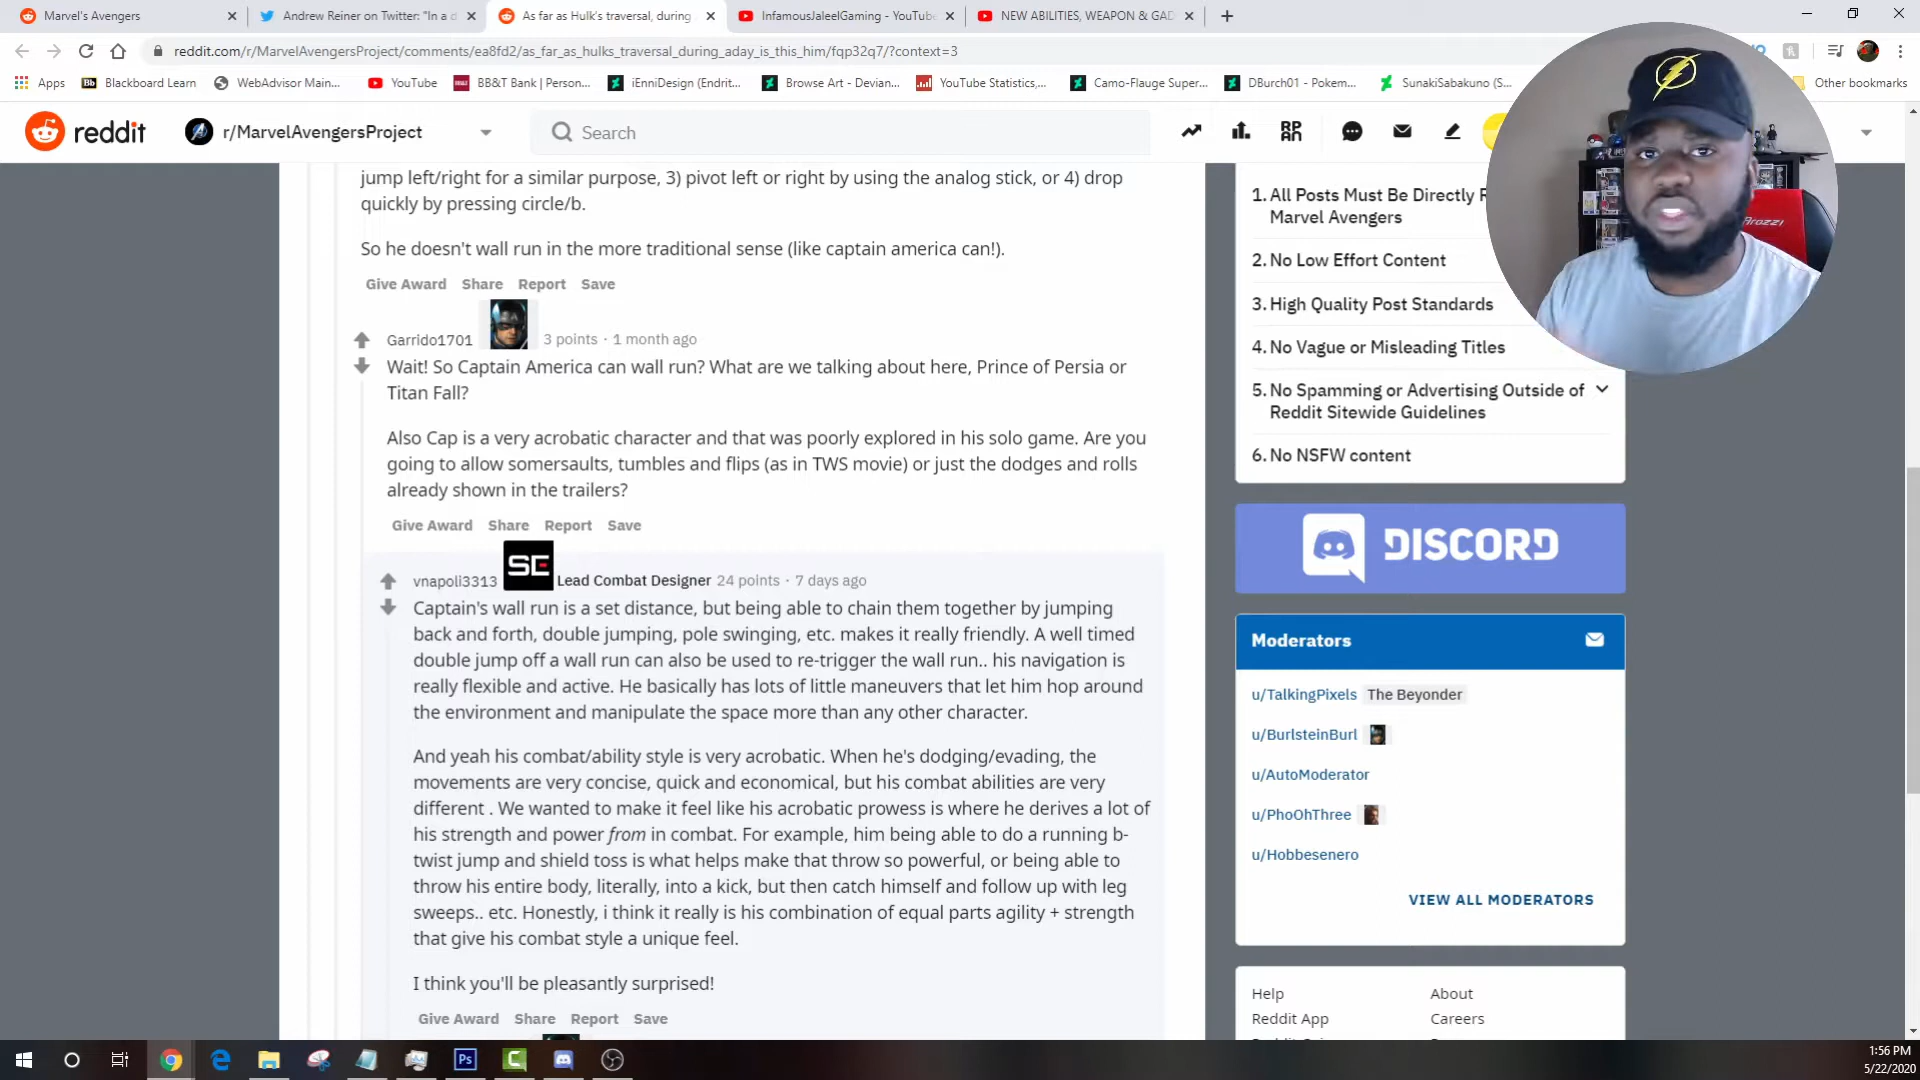 Marvel's Avengers
Andrew Reiner on Twitter: "In a d
As far as Hulk's traversal, during
InfamousJaleelGaming - YouTube
NEW ABILITIES, WEAPON & GAD
reddit.com/r/MarvelAvengersProject/comments/ea8fd2/as_far_as_hulks_traversal_during_aday_is_this_him/fqp32q7/?context=3
Apps
Blackboard Learn
WebAdvisor Main...
YouTube
BB&T Bank | Person...
iEnniDesign (Endrit...
Browse Art - Devian...
YouTube Statistics,...
Camo-Flauge Super...
DBurch01 - Pokem...
SunakiSabakuno (S...
Other bookmarks
reddit
r/MarvelAvengersProject
Search
jump left/right for a similar purpose, 3) pivot left or right by using the analog stick, or 4) drop
quickly by pressing circle/b.
So he doesn't wall run in the more traditional sense (like captain america can!).
Give Award Share Report Save
Garrido1701 3 points · 1 month ago
Wait! So Captain America can wall run? What are we talking about here, Prince of Persia or
Titan Fall?
Also Cap is a very acrobatic character and that was poorly explored in his solo game. Are you
going to allow somersaults, tumbles and flips (as in TWS movie) or just the dodges and rolls
already shown in the trailers?
Give Award Share Report Save
vnapoli3313 SE Lead Combat Designer 24 points · 7 days ago
Captain's wall run is a set distance, but being able to chain them together by jumping
back and forth, double jumping, pole swinging, etc. makes it really friendly. A well timed
double jump off a wall run can also be used to re-trigger the wall run.. his navigation is
really flexible and active. He basically has lots of little maneuvers that let him hop around
the environment and manipulate the space more than any other character.
And yeah his combat/ability style is very acrobatic. When he's dodging/evading, the
movements are very concise, quick and economical, but his combat abilities are very
different . We wanted to make it feel like his acrobatic prowess is where he derives a lot of
his strength and power from in combat. For example, him being able to do a running b-
twist jump and shield toss is what helps make that throw so powerful, or being able to
throw his entire body, literally, into a kick, but then catch himself and follow up with leg
sweeps.. etc. Honestly, i think it really is his combination of equal parts agility + strength
that give his combat style a unique feel.
I think you'll be pleasantly surprised!
Give Award Share Report Save
1. All Posts Must Be Directly R
Marvel Avengers
2. No Low Effort Content
3. High Quality Post Standards
4. No Vague or Misleading Titles
5. No Spamming or Advertising Outside of
Reddit Sitewide Guidelines
6. No NSFW content
DISCORD
Moderators
u/TalkingPixels The Beyonder
u/BurlsteinBurl
u/AutoModerator
u/PhoOhThree
u/Hobbesenero
VIEW ALL MODERATORS
Help About
Reddit App Careers
Arozzi
1:56 PM
5/22/2020